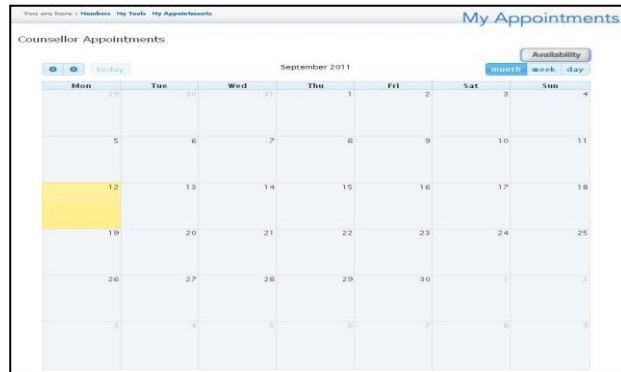 You are here : Members My Tools My Appointments
My Appointments
Counsellor Appointments
Availability
today September 2011 month week day
Mon Tue Wed Thu Fri Sat Sun
29 30 31 1 2 3 4
5 6 7 8 9 10 11
12 13 14 15 16 17 18
19 20 21 22 23 24 25
26 27 28 29 30 1 2
3 4 5 6 7 8 9